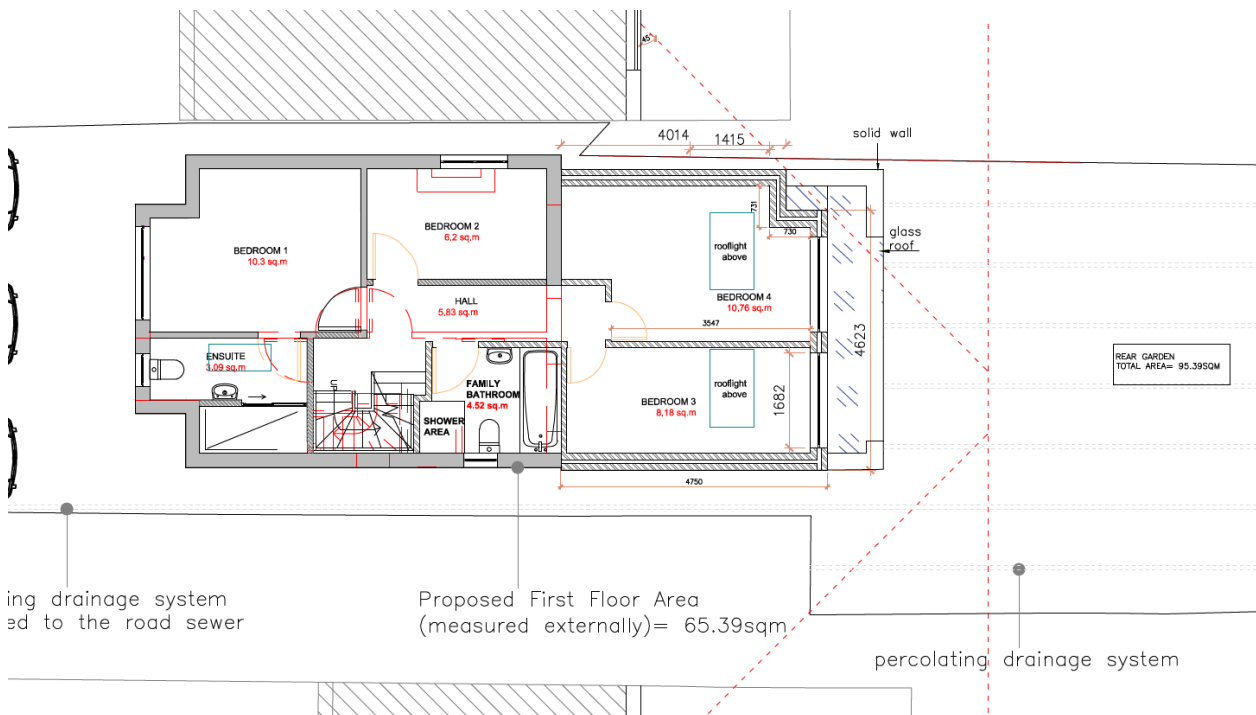 45
4014
1415
solid wall
731
730
glass
roof
BEDROOM 1
10.3 sq.m
BEDROOM 2
6.2 sq,m
rooflight
above
BEDROOM 4
10,76 sq.m
HALL
5,83 sq.m
3547
4623
ENSUITE
3.09 sq,m
UP
FAMILY
BATHROOM
4.52 sq.m
SHOWER
AREA
rooflight
above
BEDROOM 3
8,18 sq.m
1682
4750
REAR GARDEN
TOTAL AREA= 95.39SQM
ing drainage system
ed to the road sewer
Proposed First Floor Area
(measured externally)= 65.39sqm
percolating drainage system